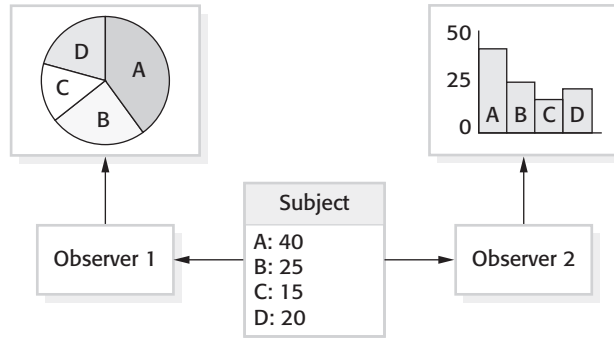 D
A
C
B
50
25
0
A B C D
Subject
A: 40
B: 25
C: 15
D: 20
Observer 1
Observer 2